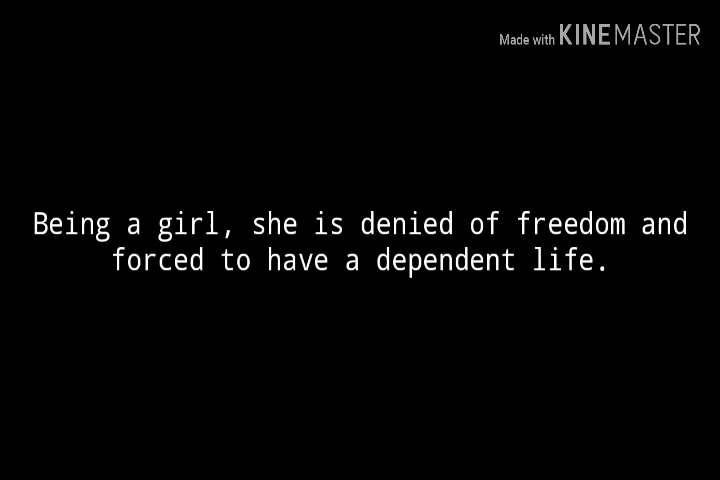 Made with KINEMASTER
Being a girl, she is denied of freedom and
forced to have a dependent life.